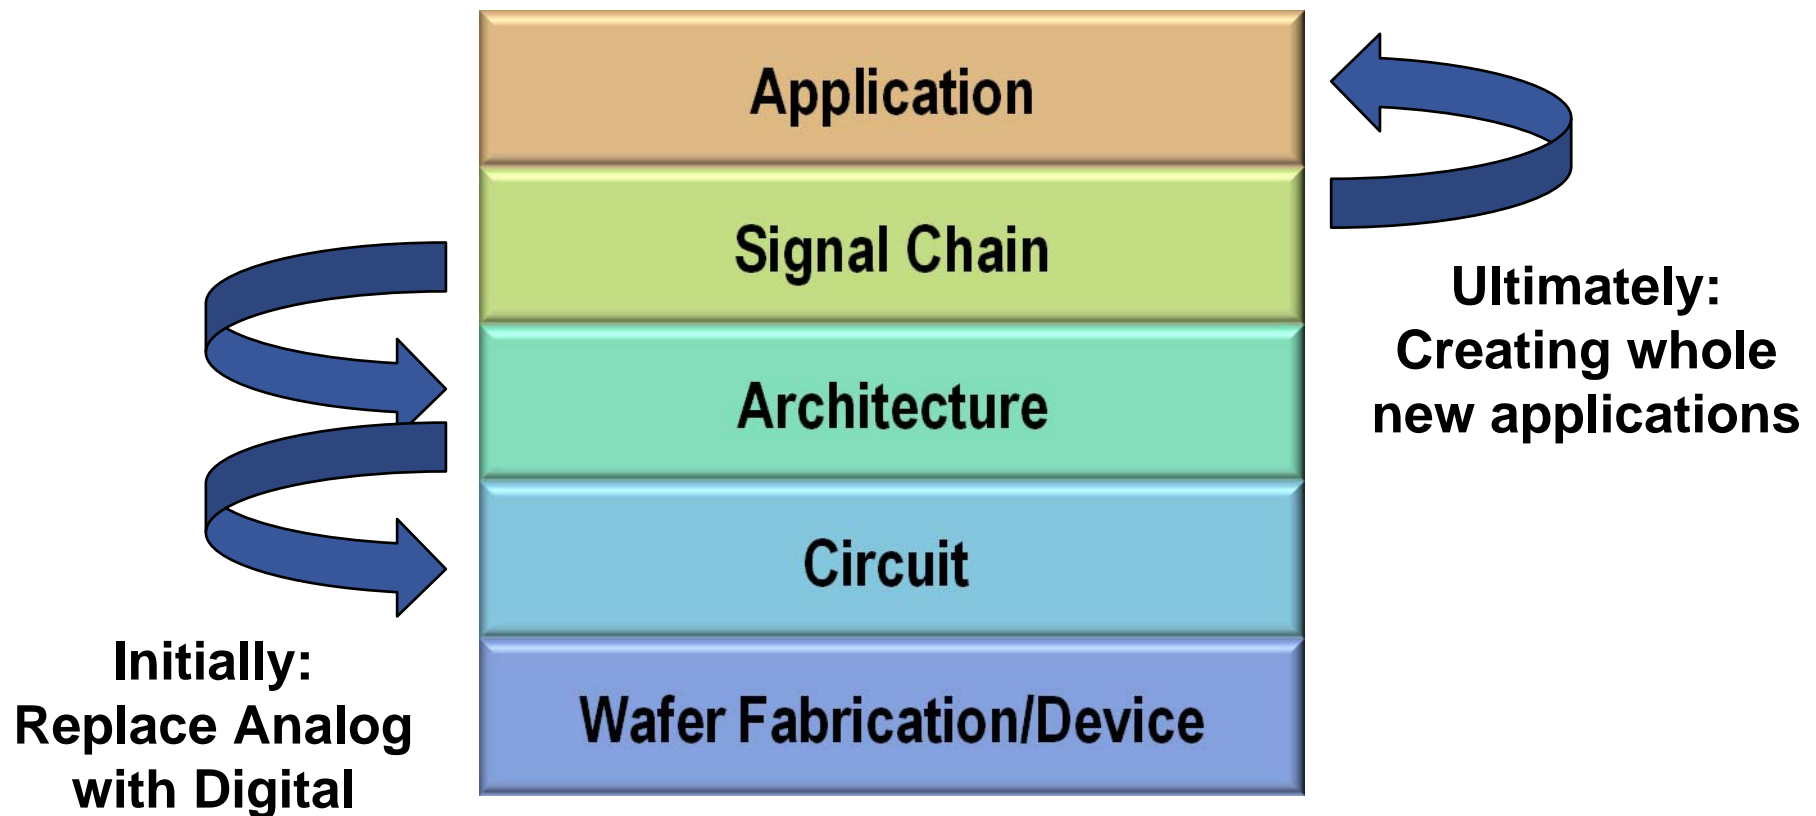 Application
Signal Chain
Architecture
Circuit
Wafer Fabrication/Device
Initially:
Replace Analog
with Digital
Ultimately:
Creating whole
new applications